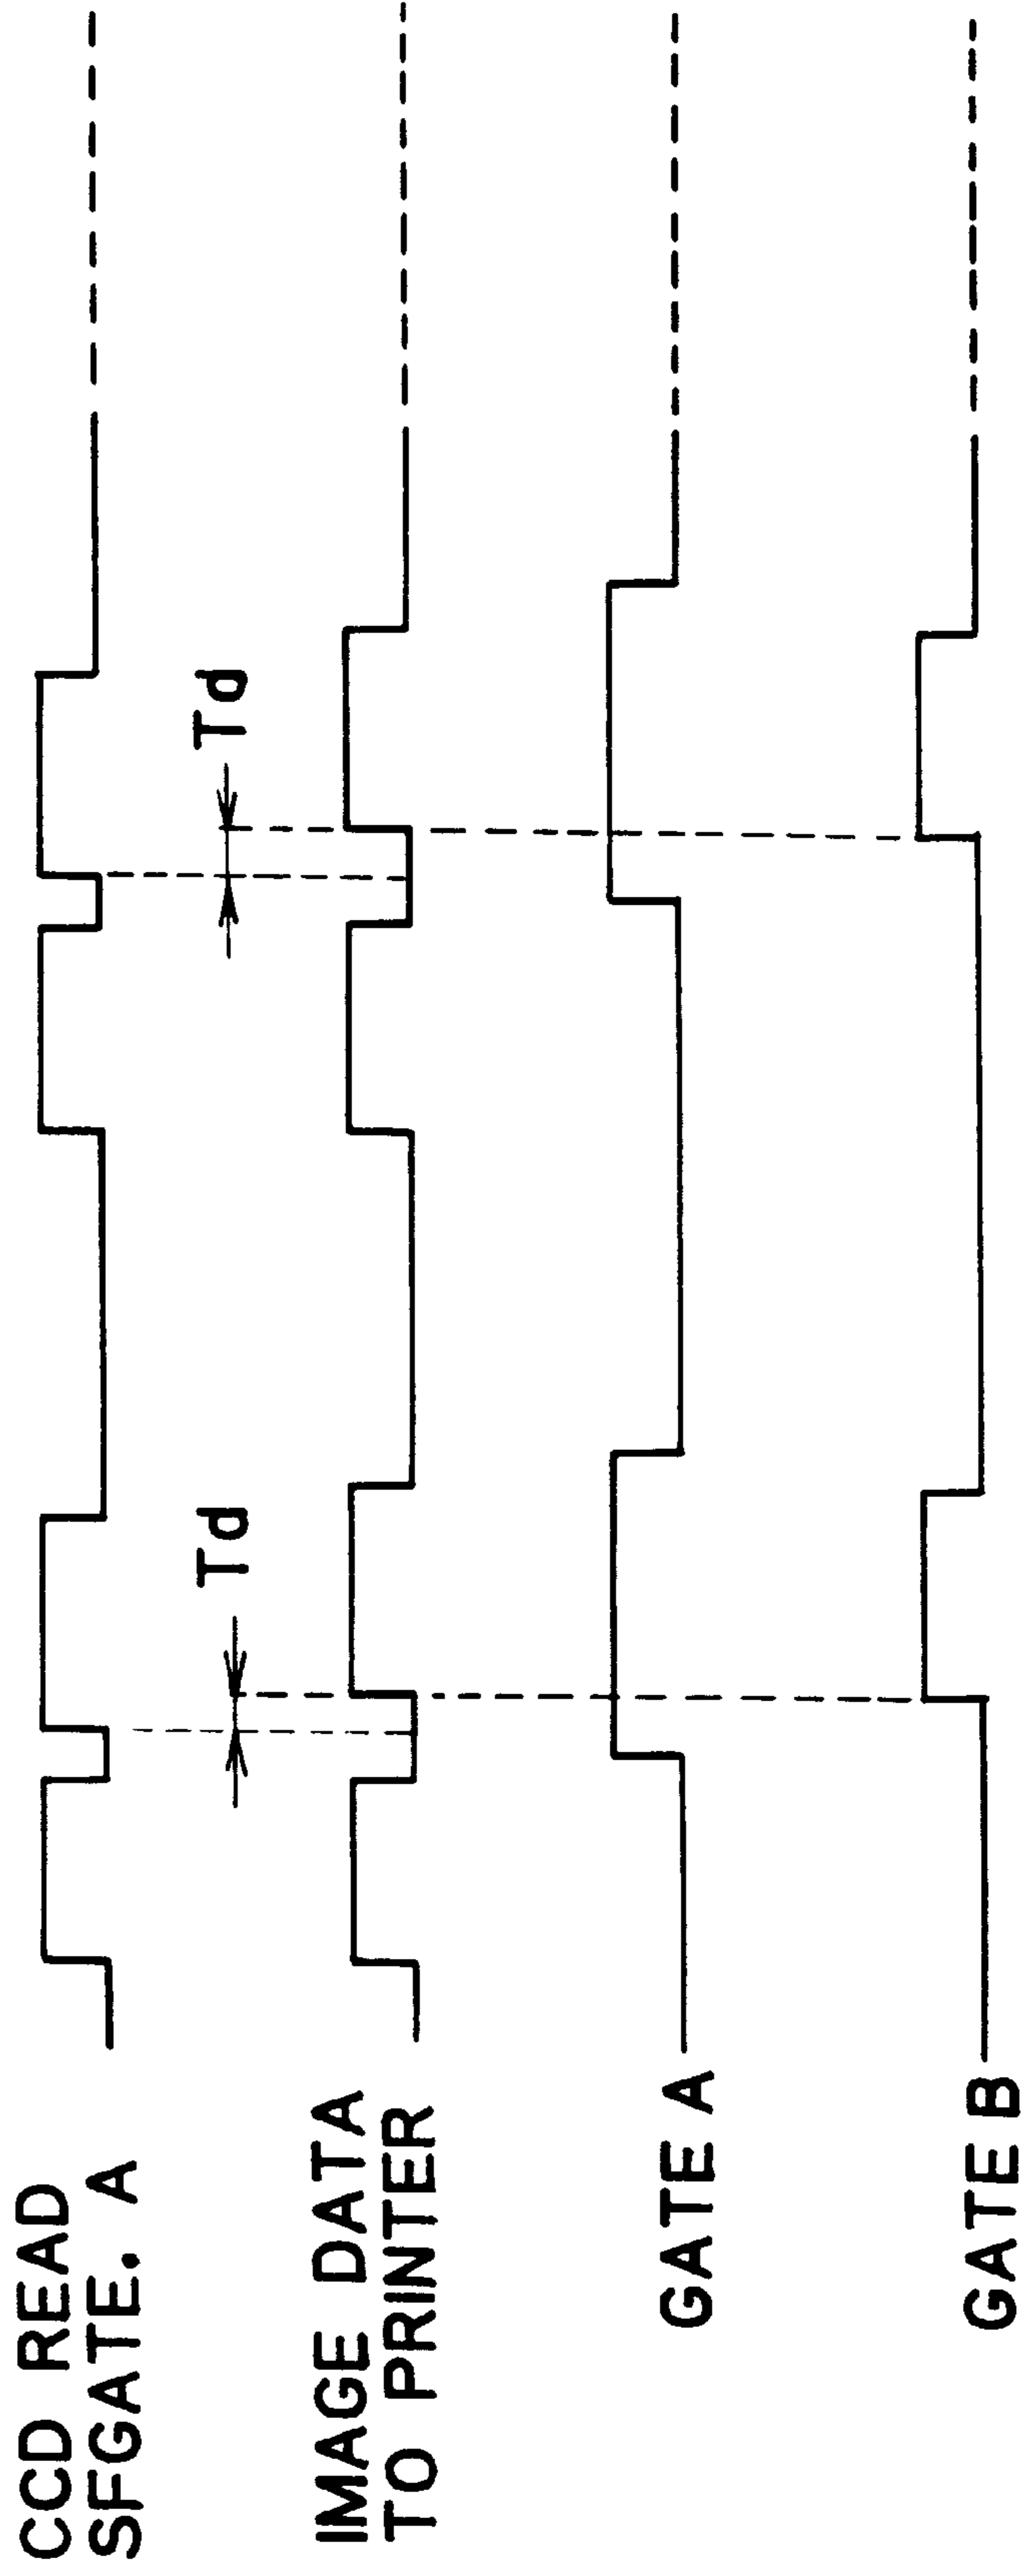 CCD READ
SFGATE. A
Td
Td
IMAGE DATA
TO PRINTER
GATE A
GATE B